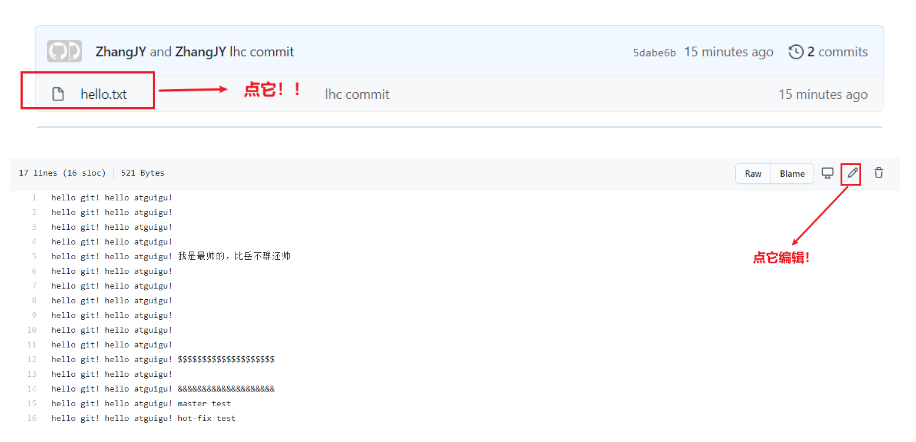 ZhangJY and ZhangJY lhc commit 5dabe6b 15 minutes ago 2 commits
hello.txt 点它！！ lhc commit 15 minutes ago
17 lines (16 sloc) 521 Bytes Raw Blame
1 hello git! hello atguigu!
2 hello git! hello atguigu!
3 hello git! hello atguigu!
4 hello git! hello atguigu!
5 hello git! hello atguigu! 我是最帅的，比岳不群还帅
点它编辑！
6 hello git! hello atguigu!
7 hello git! hello atguigu!
8 hello git! hello atguigu!
9 hello git! hello atguigu!
10 hello git! hello atguigu!
11 hello git! hello atguigu!
12 hello git! hello atguigu! $$$$$$$$$$$$$$$$$$$$
13 hello git! hello atguigu!
14 hello git! hello atguigu! &&&&&&&&&&&&&&&&&&&&
15 hello git! hello atguigu! master test
16 hello git! hello atguigu! hot-fix test